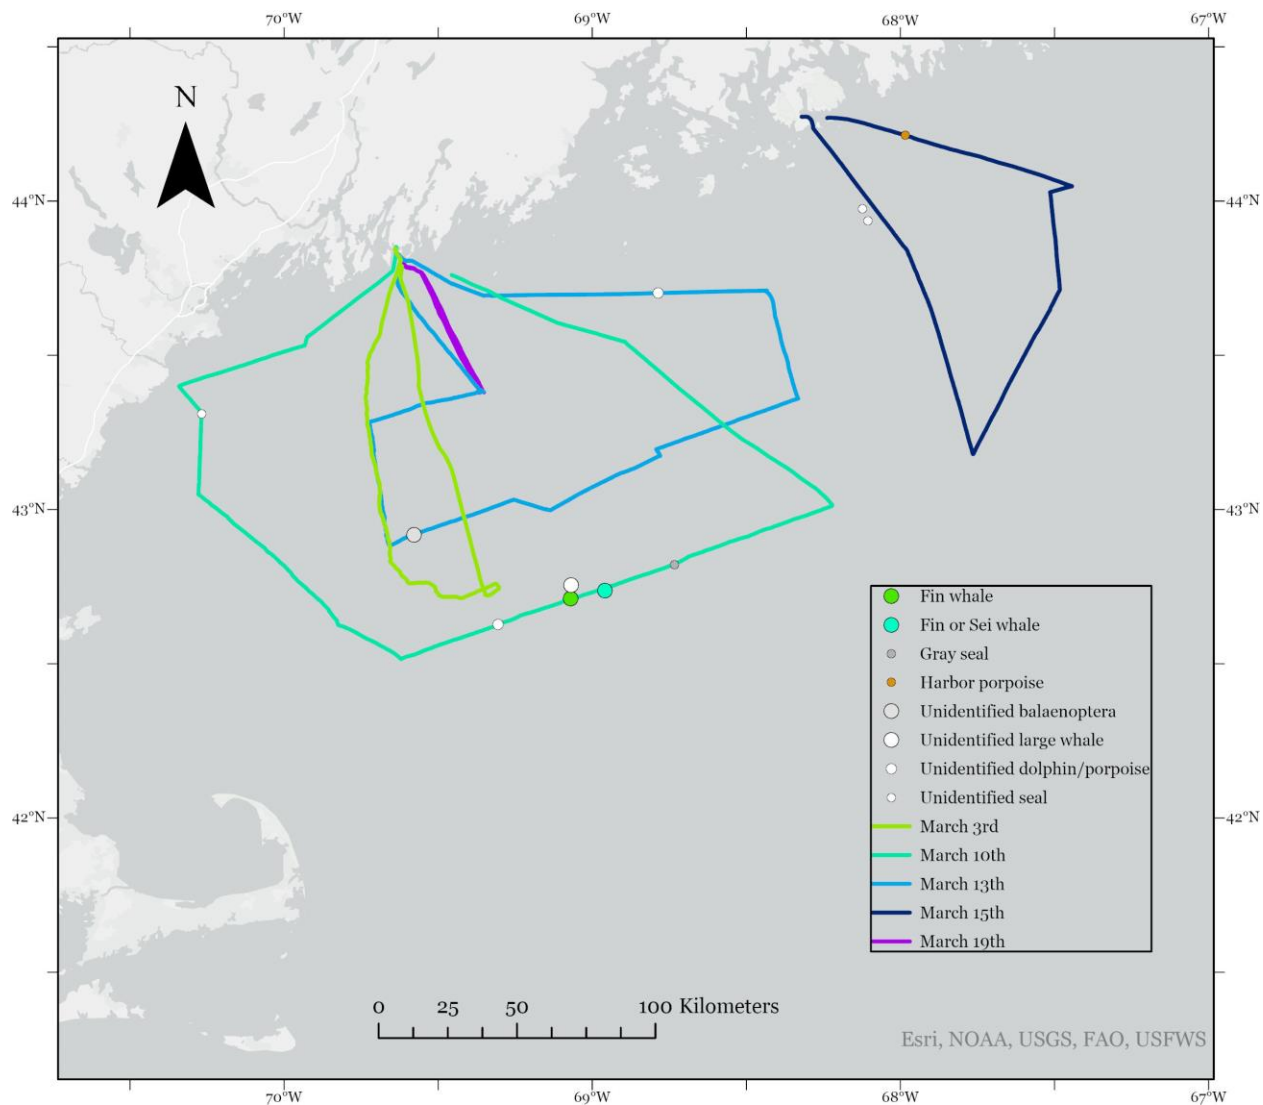 70°W 69°W 68°W 67°W
N
44°N 44°N
43°N 43°N
Fin whale
Fin or Sei whale
Gray seal
Harbor porpoise
Unidentified balaenoptera
Unidentified large whale
Unidentified dolphin/porpoise
Unidentified seal
42°N 42°N
March 3rd
March 10th
March 13th
March 15th
March 19th
0 25 50 100 Kilometers
Esri, NOAA, USGS, FAO, USFWS
70°W 69°W 68°W 67°W